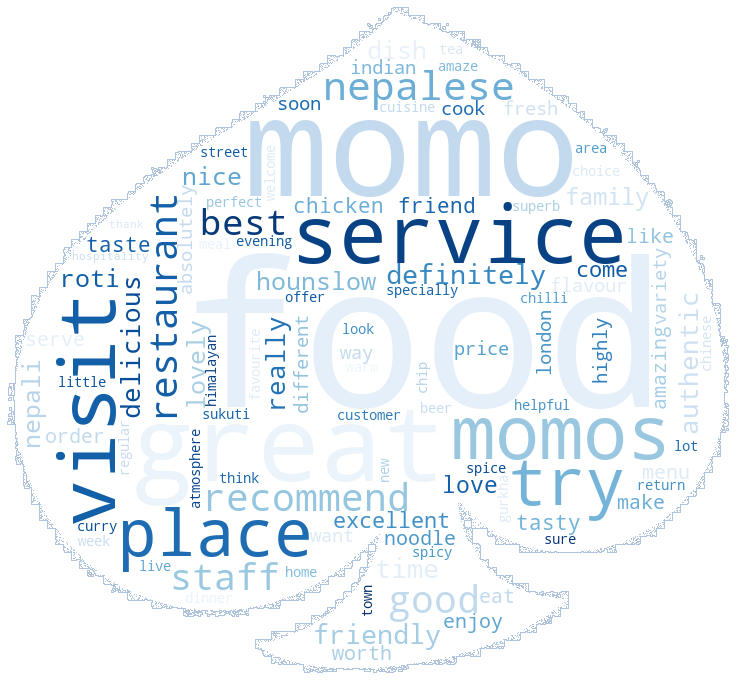 dish
tea
indian
amaze
nepalese
soon
cuisine
cook
fresh
momo
street
area
welcome
choice
nice
absolutely
perfect
family
restaurant
chicken
friend
superb
thank
best
service
like
taste
meal
evening
hospitality
roti
hounslow
definitely
come
specially
flavour
offer
chilli
food
variety
amazing
authentic
chinese
visit
delicious
lovely
himalayan
favourite
really
different
look
way
warm
price
london
highly
serve
nepali
little
sukuti
customer
chip
beer
helpful
order
regular
great
momos
lot
atmosphere
think
new
spice
try
love
gurkha
menu
return
recommend
make
curry
week
place
excellent
tasty
want
noodle
sure
live
staff
home
spicy
time
dinner
town
good
eat
enjoy
friendly
worth